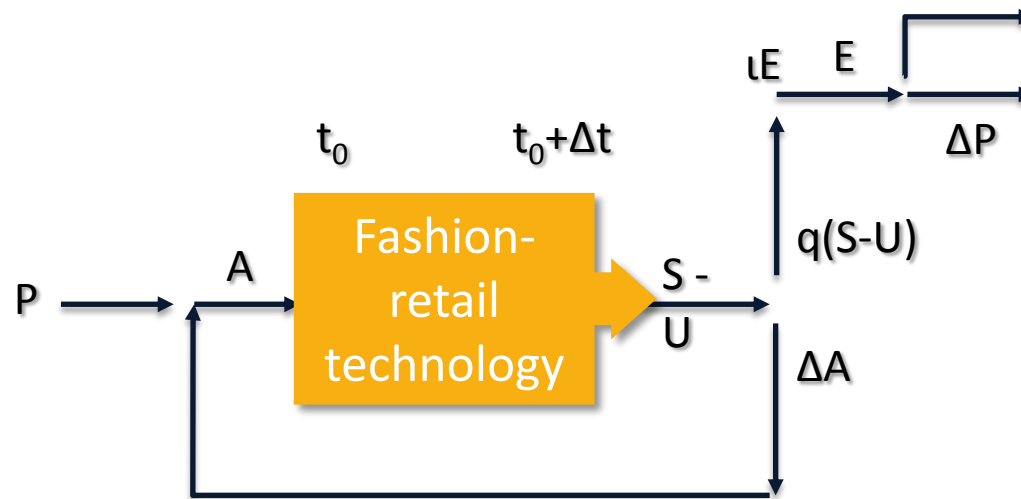 ιE
E
ΔP
t₀
t₀+Δt
Fashion-
retail
technology
P
A
S -
U
q(S-U)
ΔA